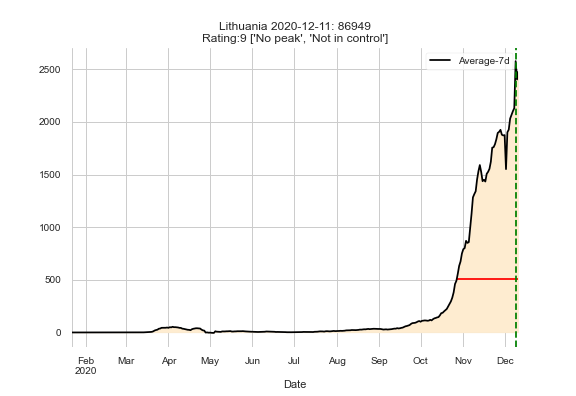 Lithuania 2020-12-11: 86949
Rating:9 ['No peak', 'Not in control']
Average-7d
2500
2000
1500
1000
500
0
Feb Mar Apr May Jun Jul Aug Sep Oct Nov Dec
2020
Date